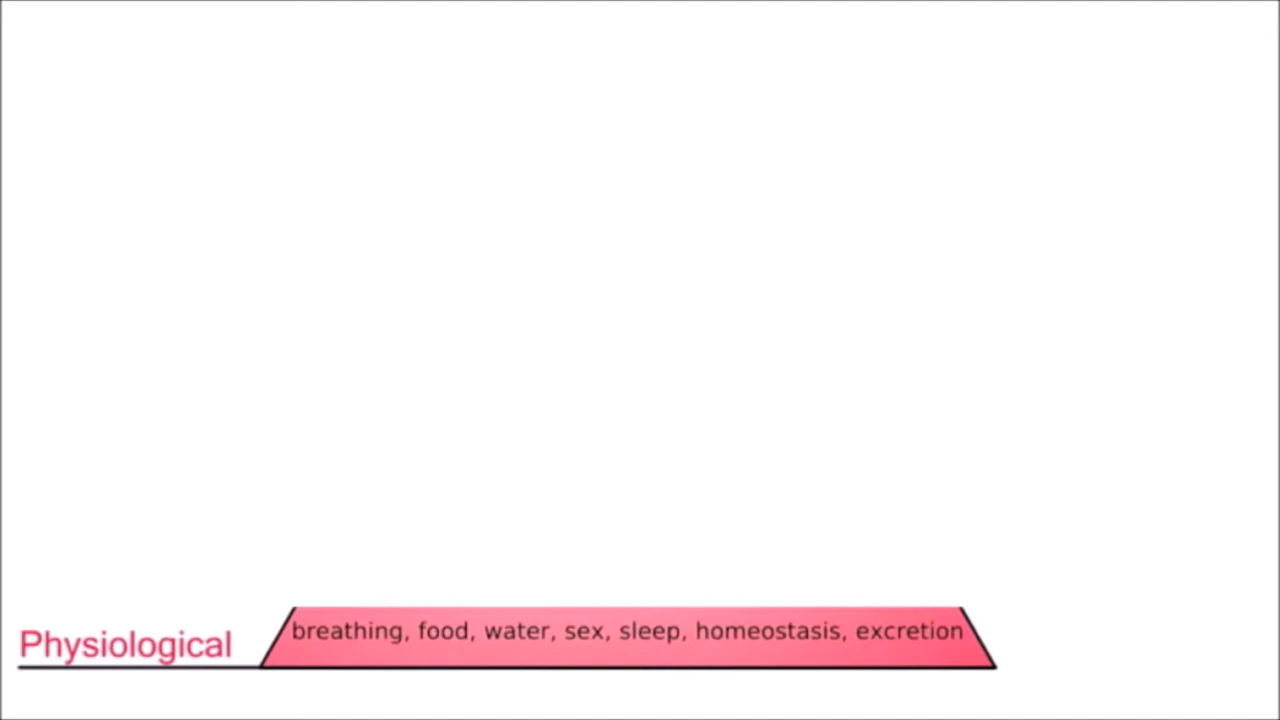 breathing, food, water, sex, sleep, homeostasis, excretion
Physiological